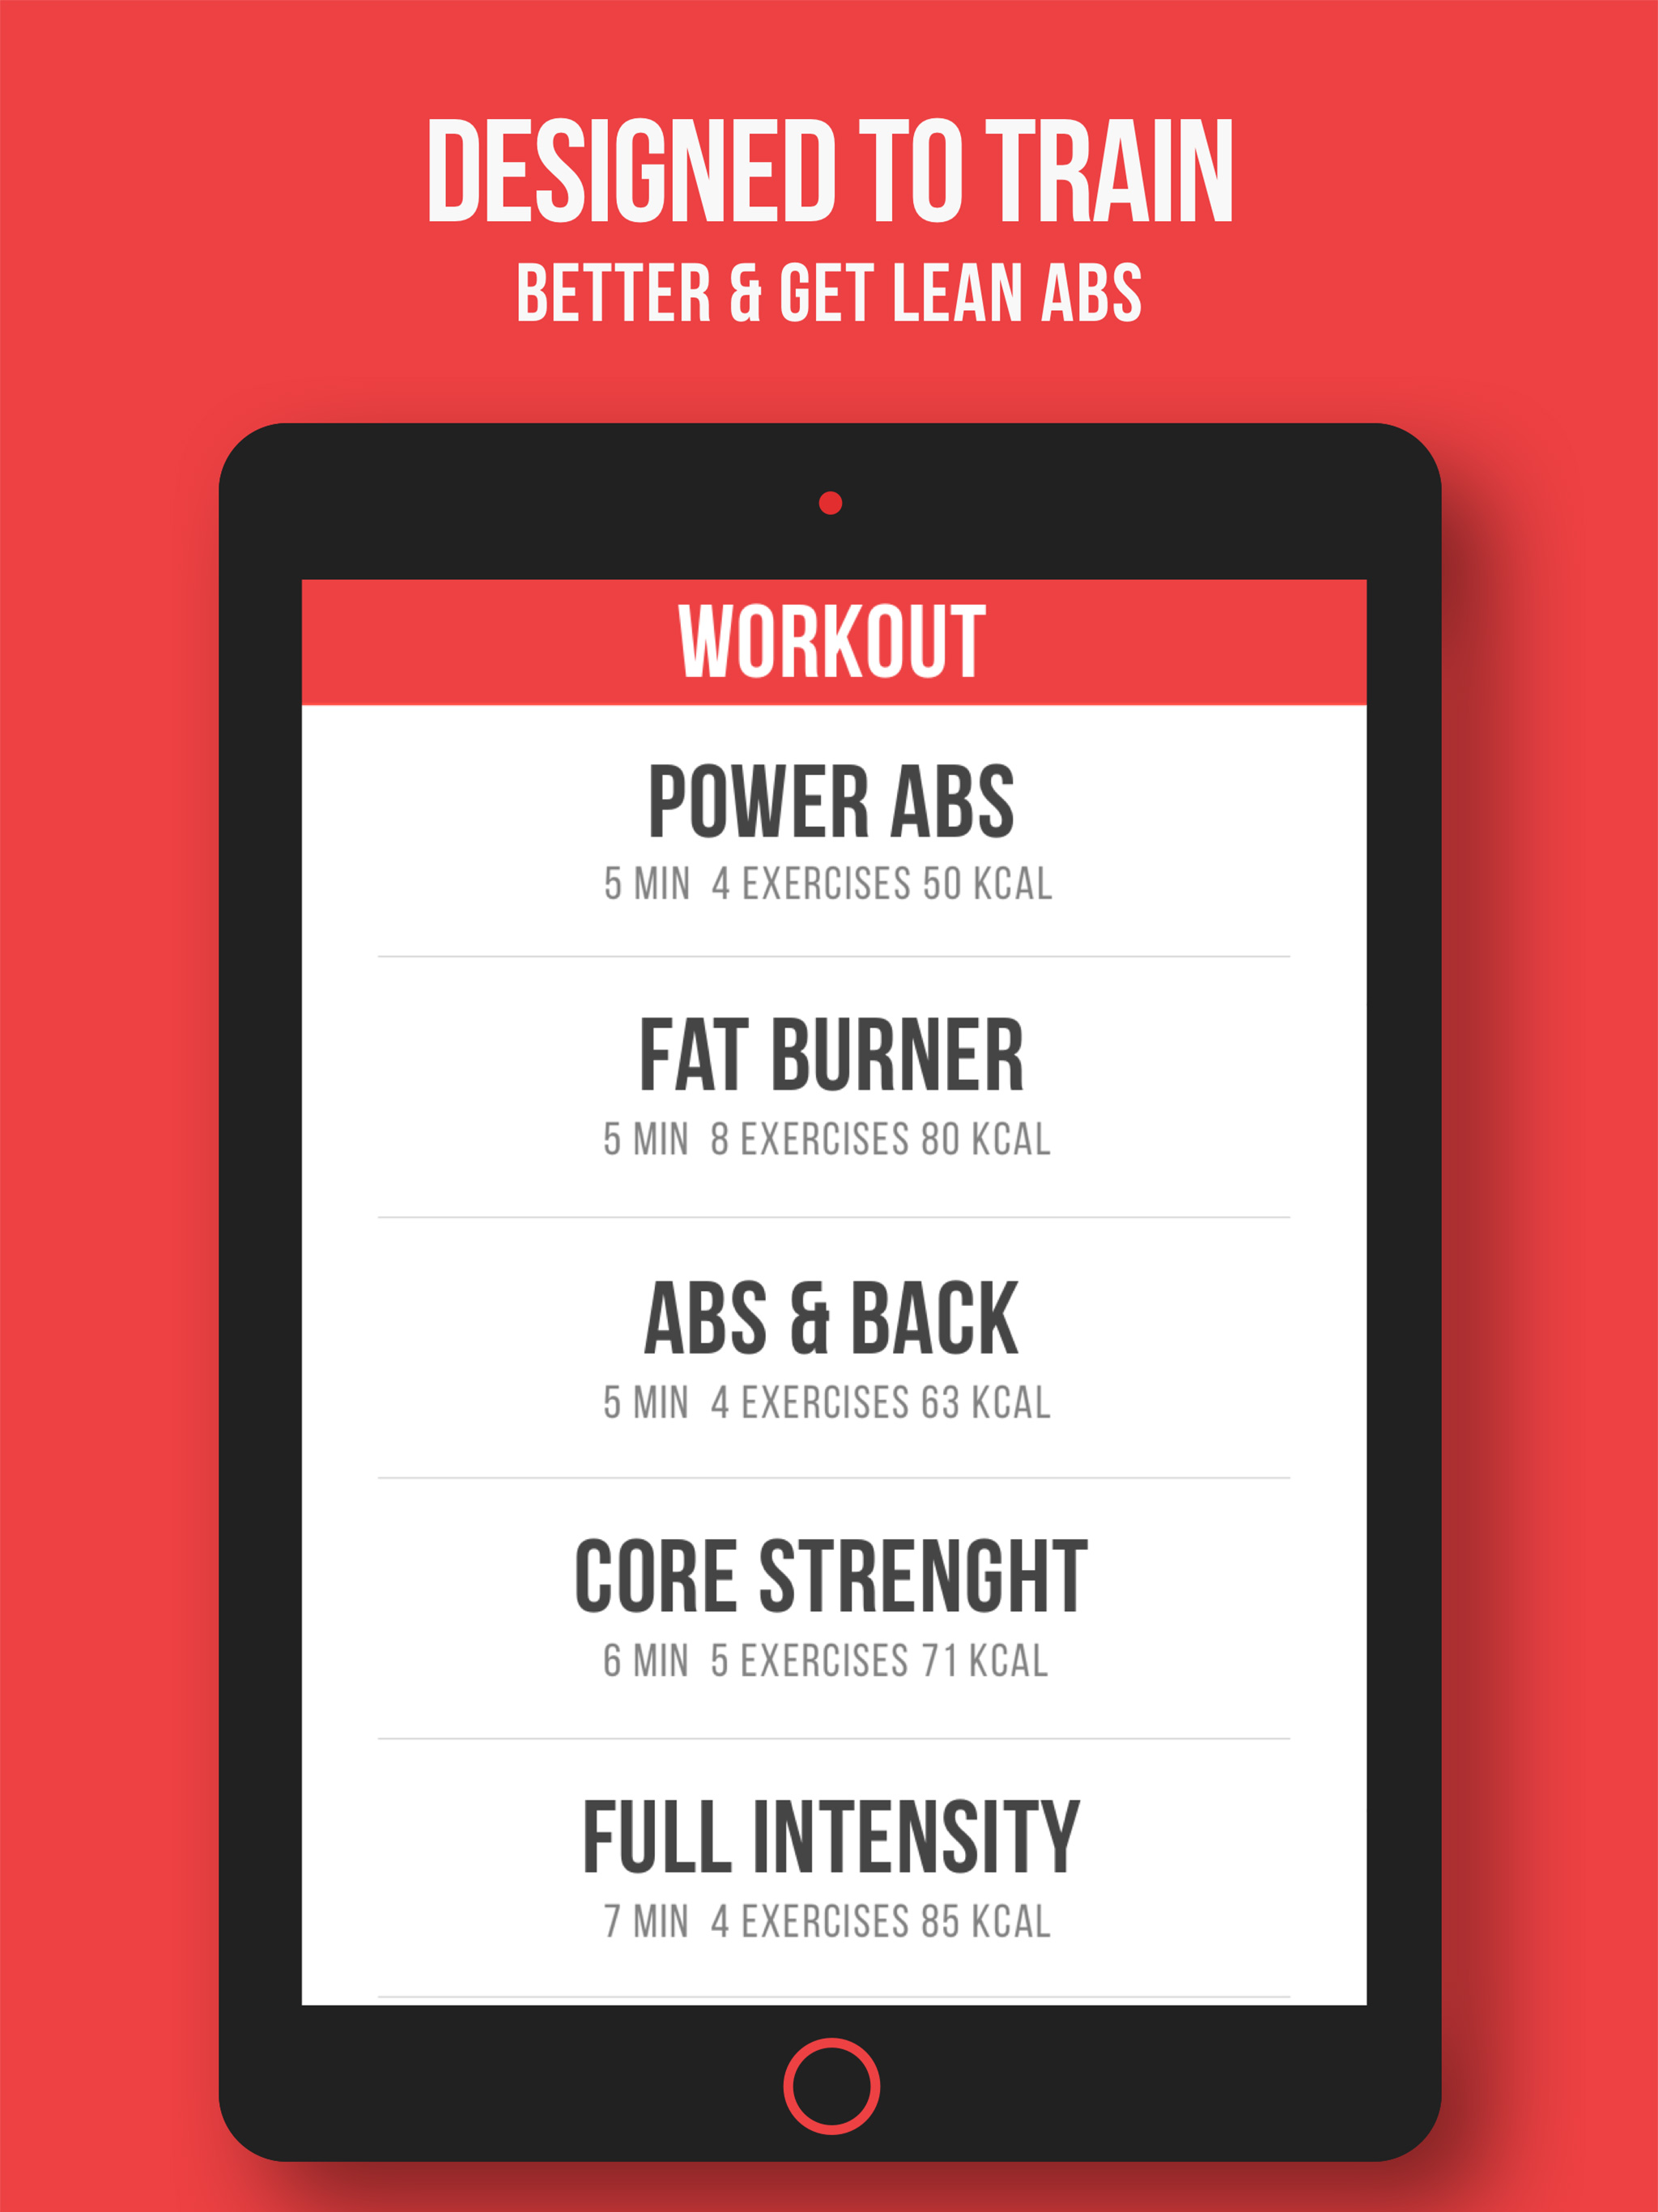 DESIGNED TO TRAIN
BETTER & GET LEAN ABS
WORKOUT
POWER ABS
5 MIN 4 EXERCISES 50 KCAL
FAT BURNER
5 MIN 8 EXERCISES 80 KCAL
ABS & BACK
5 MIN 4 EXERCISES 63 KCAL
CORE STRENGHT
6 MIN 5 EXERCISES 71 KCAL
FULL INTENSITY
7 MIN 4 EXERCISES 85 KCAL